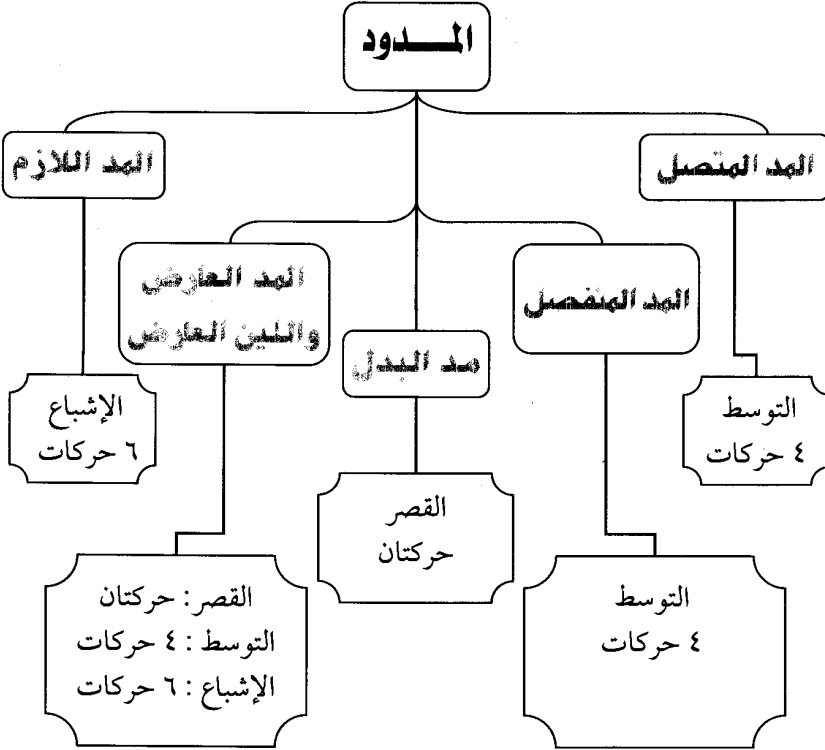 المـــدود
المد المتصل
المد اللازم
المد المنفصل
المد العارض
واللين العارض
مد البدل
التوسط
٤ حركات
الإشباع
٦ حركات
القصر
حركتان
التوسط
٤ حركات
القصر : حركتان
التوسط : ٤ حركات
الإشباع : ٦ حركات